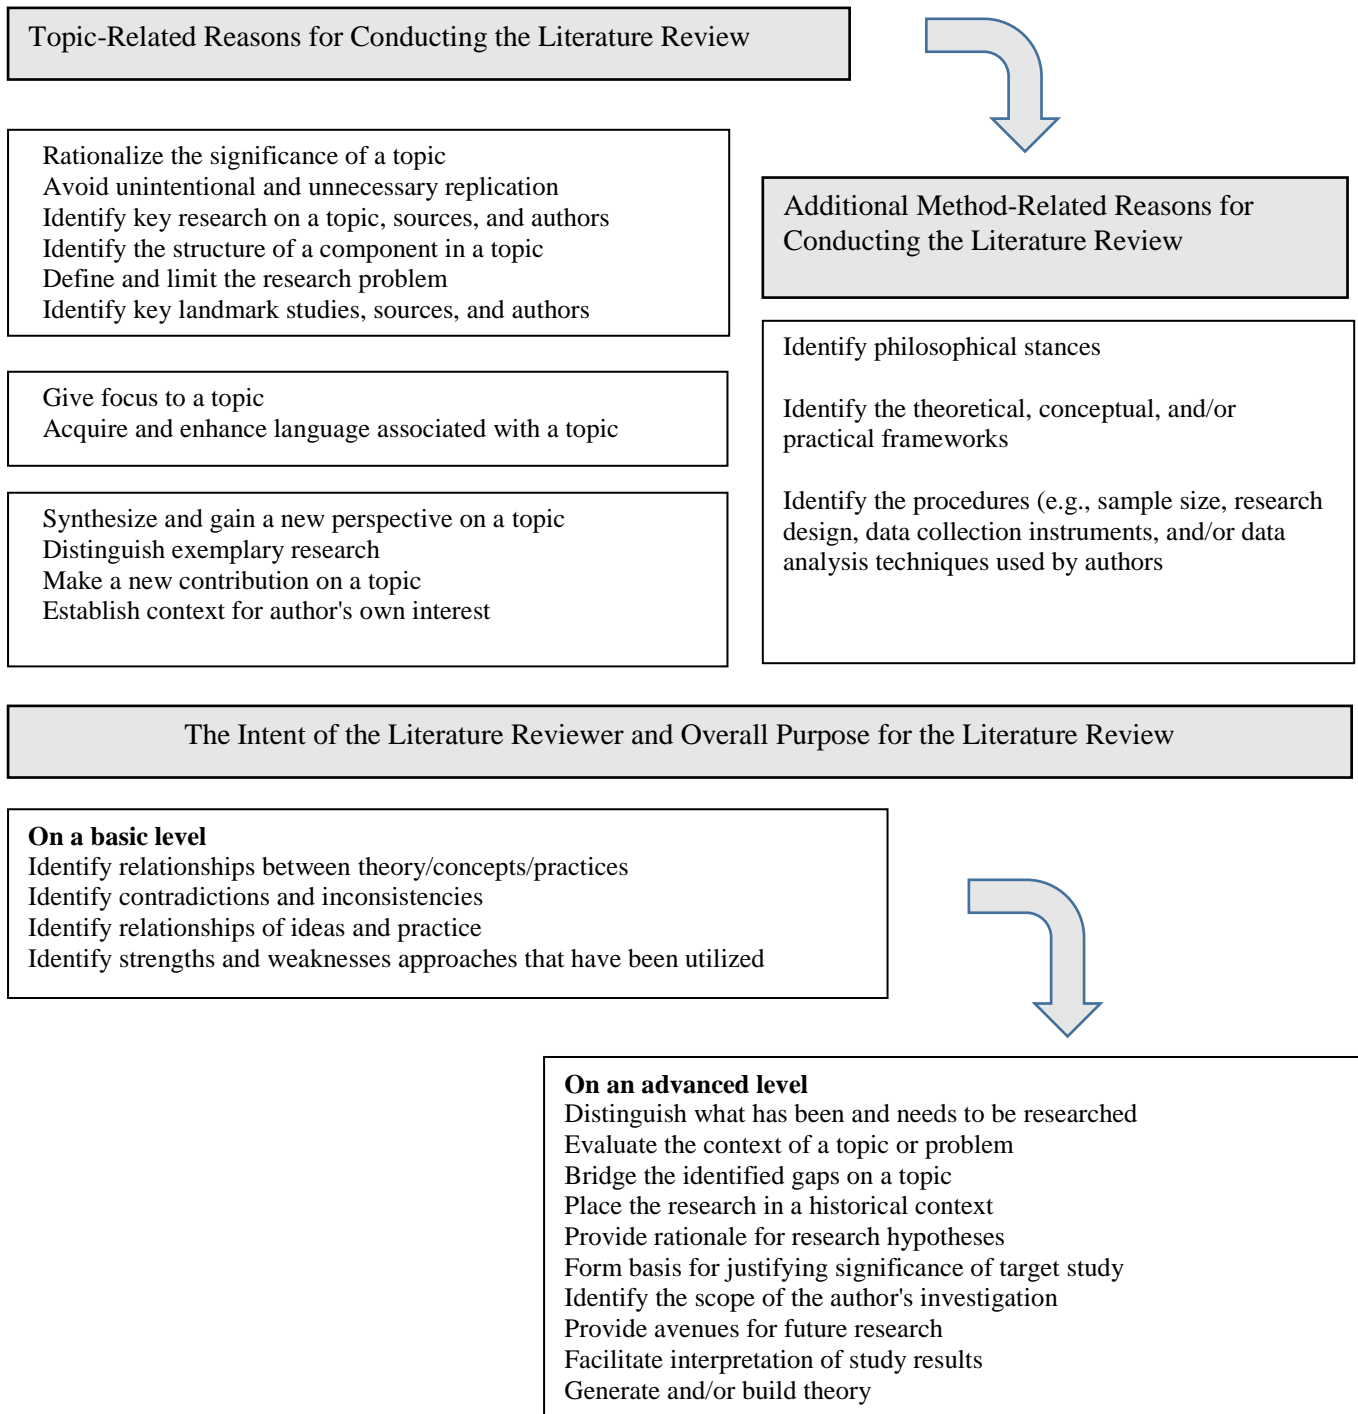 Topic-Related Reasons for Conducting the Literature Review
Rationalize the significance of a topic
Avoid unintentional and unnecessary replication
Identify key research on a topic, sources, and authors
Identify the structure of a component in a topic
Define and limit the research problem
Identify key landmark studies, sources, and authors
Give focus to a topic
Acquire and enhance language associated with a topic
Synthesize and gain a new perspective on a topic
Distinguish exemplary research
Make a new contribution on a topic
Establish context for author's own interest
Additional Method-Related Reasons for
Conducting the Literature Review
Identify philosophical stances
Identify the theoretical, conceptual, and/or
practical frameworks
Identify the procedures (e.g., sample size, research
design, data collection instruments, and/or data
analysis techniques used by authors
The Intent of the Literature Reviewer and Overall Purpose for the Literature Review
On a basic level
Identify relationships between theory/concepts/practices
Identify contradictions and inconsistencies
Identify relationships of ideas and practice
Identify strengths and weaknesses approaches that have been utilized
On an advanced level
Distinguish what has been and needs to be researched
Evaluate the context of a topic or problem
Bridge the identified gaps on a topic
Place the research in a historical context
Provide rationale for research hypotheses
Form basis for justifying significance of target study
Identify the scope of the author's investigation
Provide avenues for future research
Facilitate interpretation of study results
Generate and/or build theory